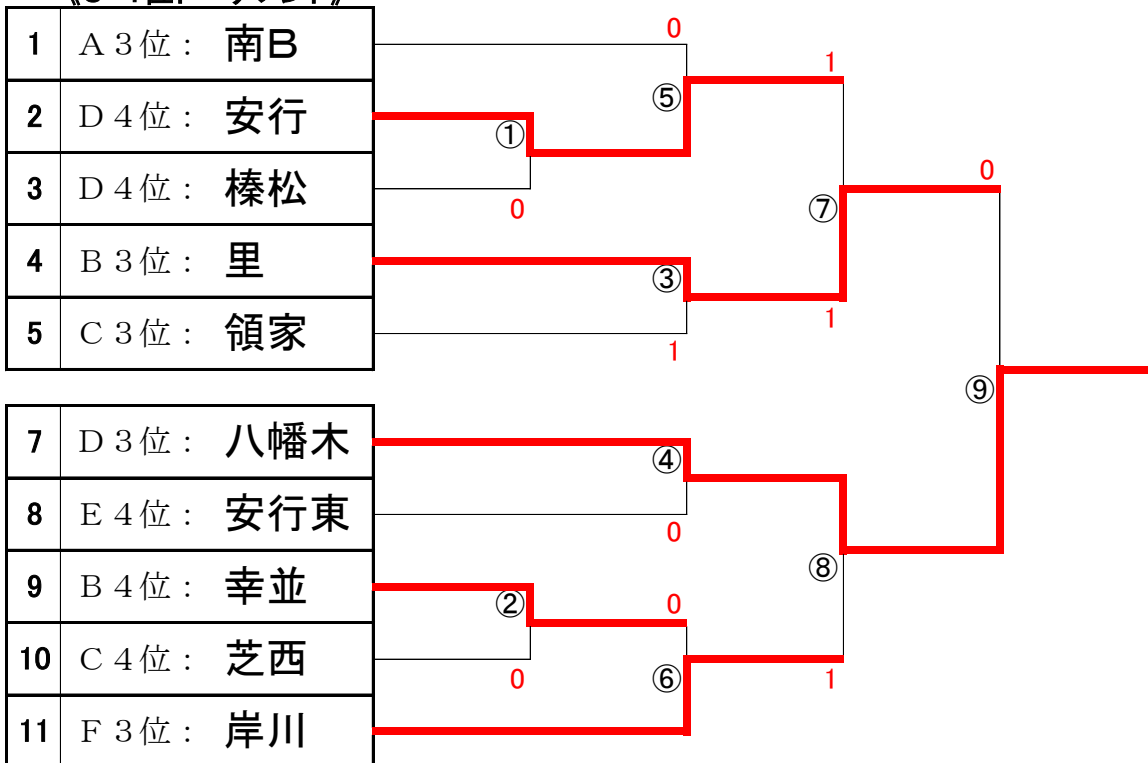 1 A3位： 南B
2 D4位： 安行
3 D4位： 榛松
4 B3位： 里
5 C3位： 領家
7 D3位： 八幡木
8 E4位： 安行東
9 B4位： 幸並
10 C4位： 芝西
11 F3位： 岸川
0
1
⑤
①
0
0
⑦
③
1
1
⑨
④
0
⑧
②
0
0
⑥
1